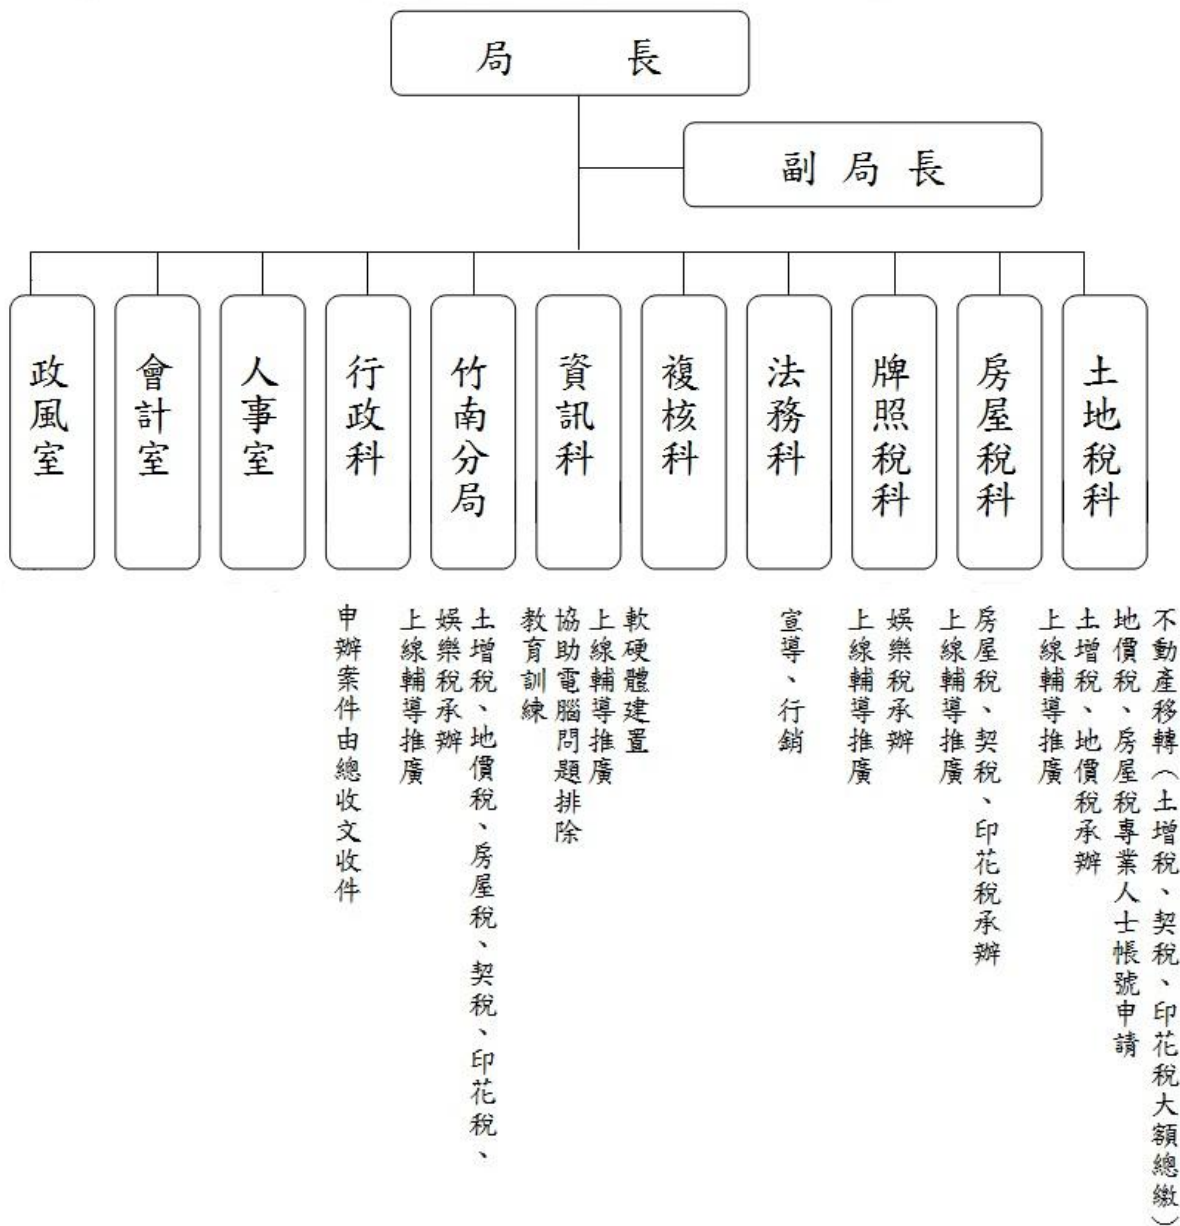 局長
副局長
政風室
會計室
人事室
行政科
竹南分局
資訊科
複核科
法務科
牌照稅科
房屋稅科
土地稅科
不動產移轉（土增稅、契稅、印花稅大額總繳）
地價稅、房屋稅專業人士帳號申請
土增稅、地價稅承辦
上線輔導推廣
房屋稅、契稅、印花稅承辦
上線輔導推廣
娛樂稅承辦
上線輔導推廣
宣導、行銷
軟硬體建置
上線輔導推廣
協助電腦問題排除
教育訓練
土增稅、地價稅、房屋稅、契稅、印花稅、
娛樂稅承辦
上線輔導推廣
申辦案件由總收文收件